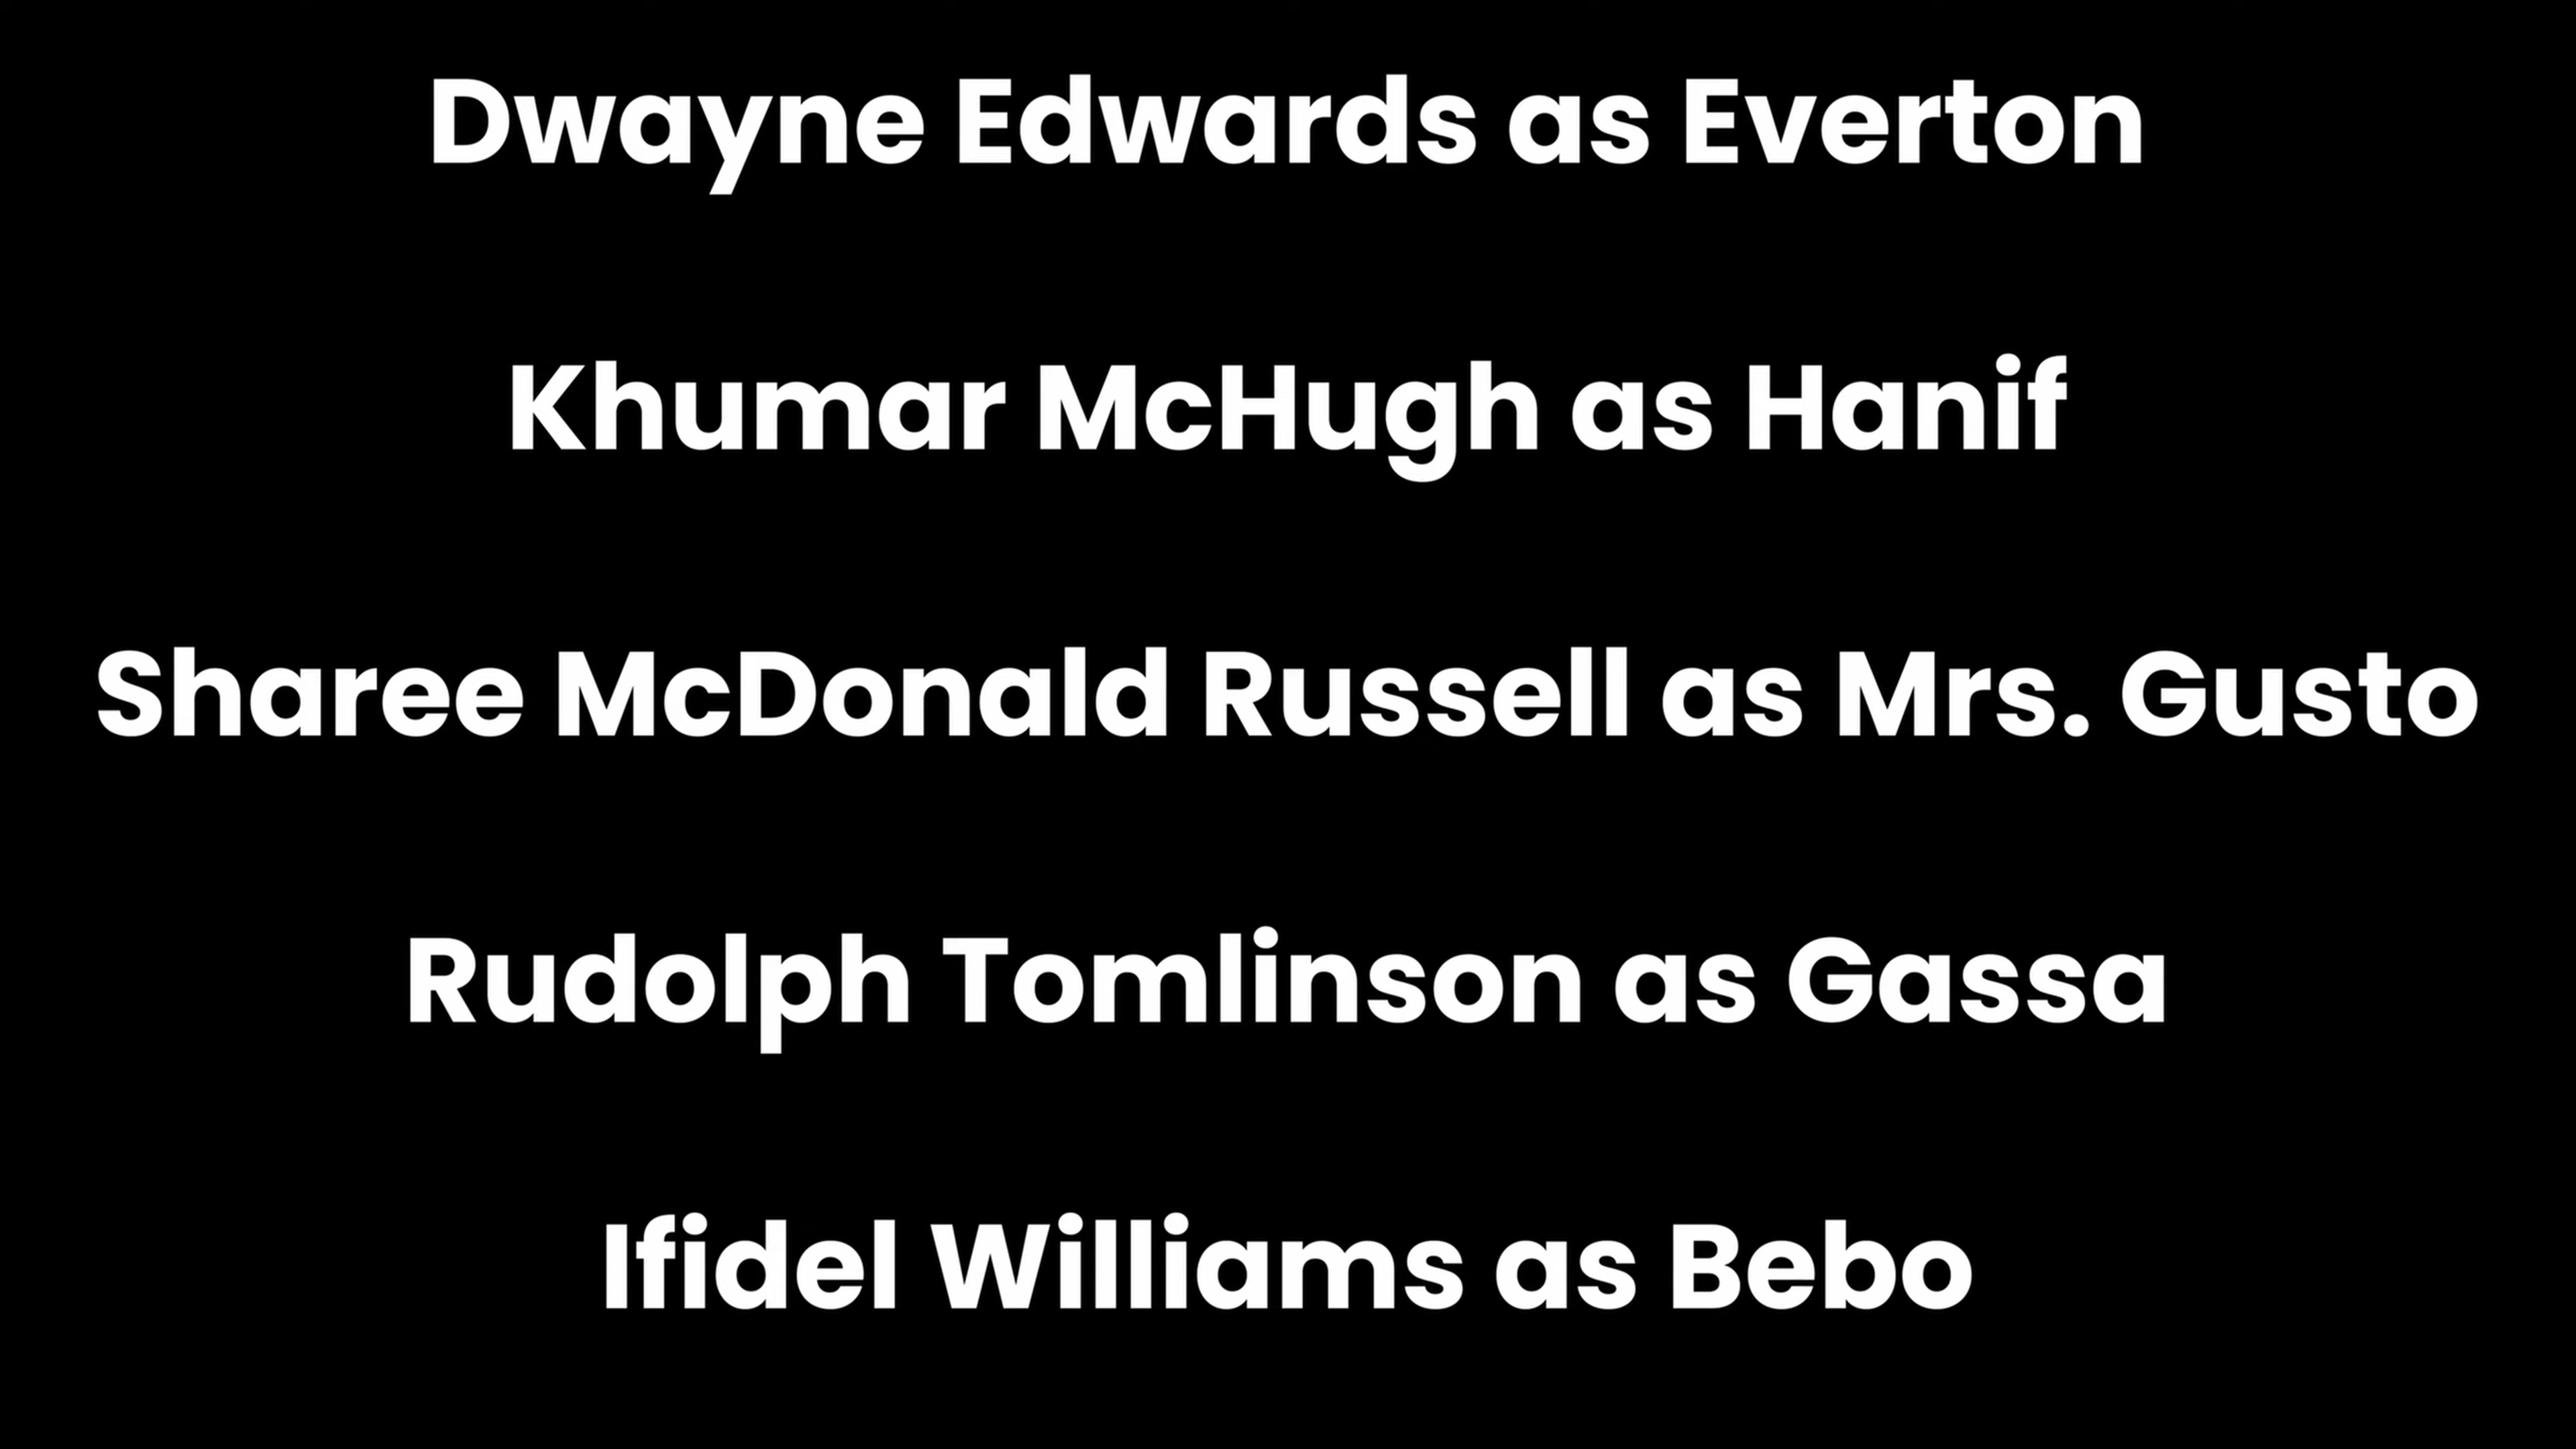 Dwayne Edwards as Everton
Khumar McHugh as Hanif
Sharee McDonald Russell as Mrs. Gusto
Rudolph Tomlinson as Gassa
Ifidel Williams as Bebo